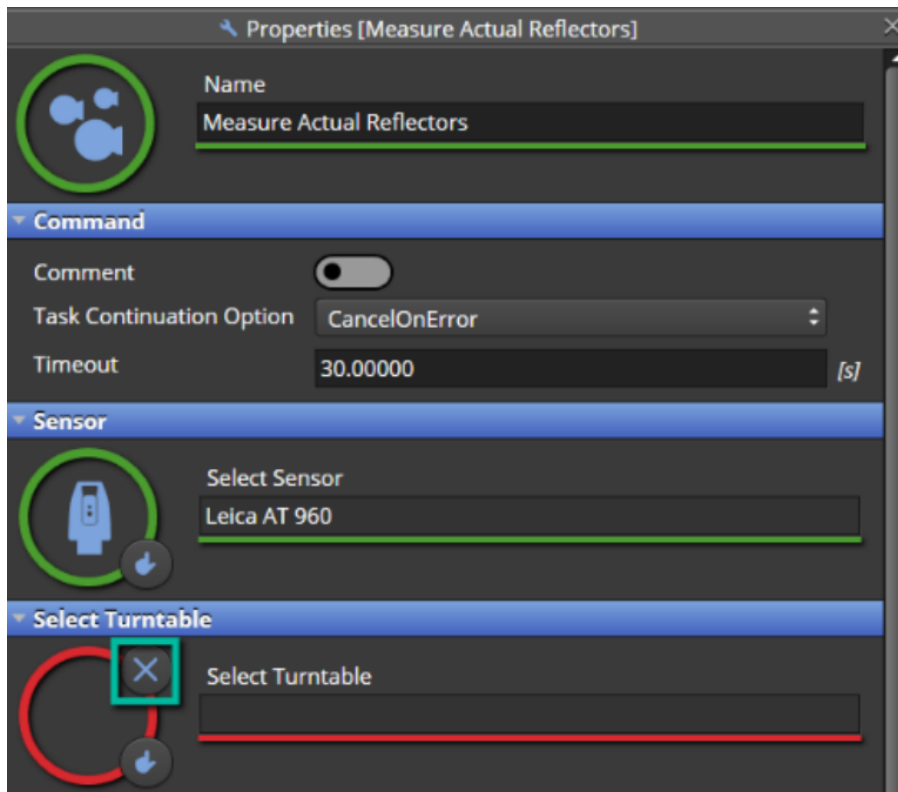 Properties [Measure Actual Reflectors]
Name
Measure Actual Reflectors
Command
Comment
Task Continuation Option CancelOnError
Timeout 30.00000 [s]
Sensor
Select Sensor
Leica AT 960
Select Turntable
Select Turntable